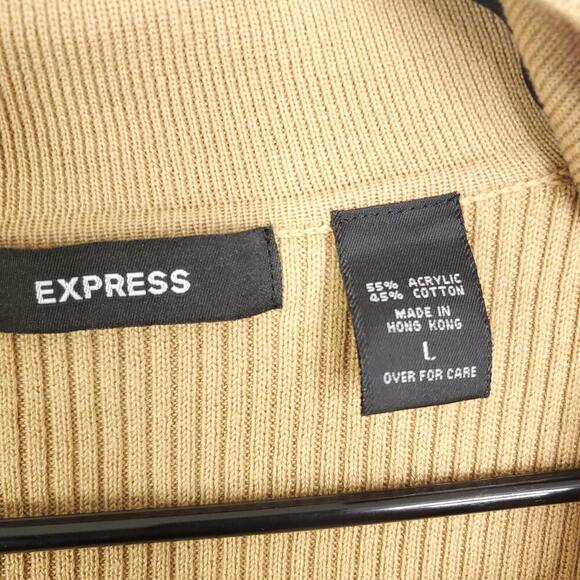 EXPRESS
55% ACRYLIC
45% COTTON
MADE IN
HONG KONG
L
OVER FOR CARE